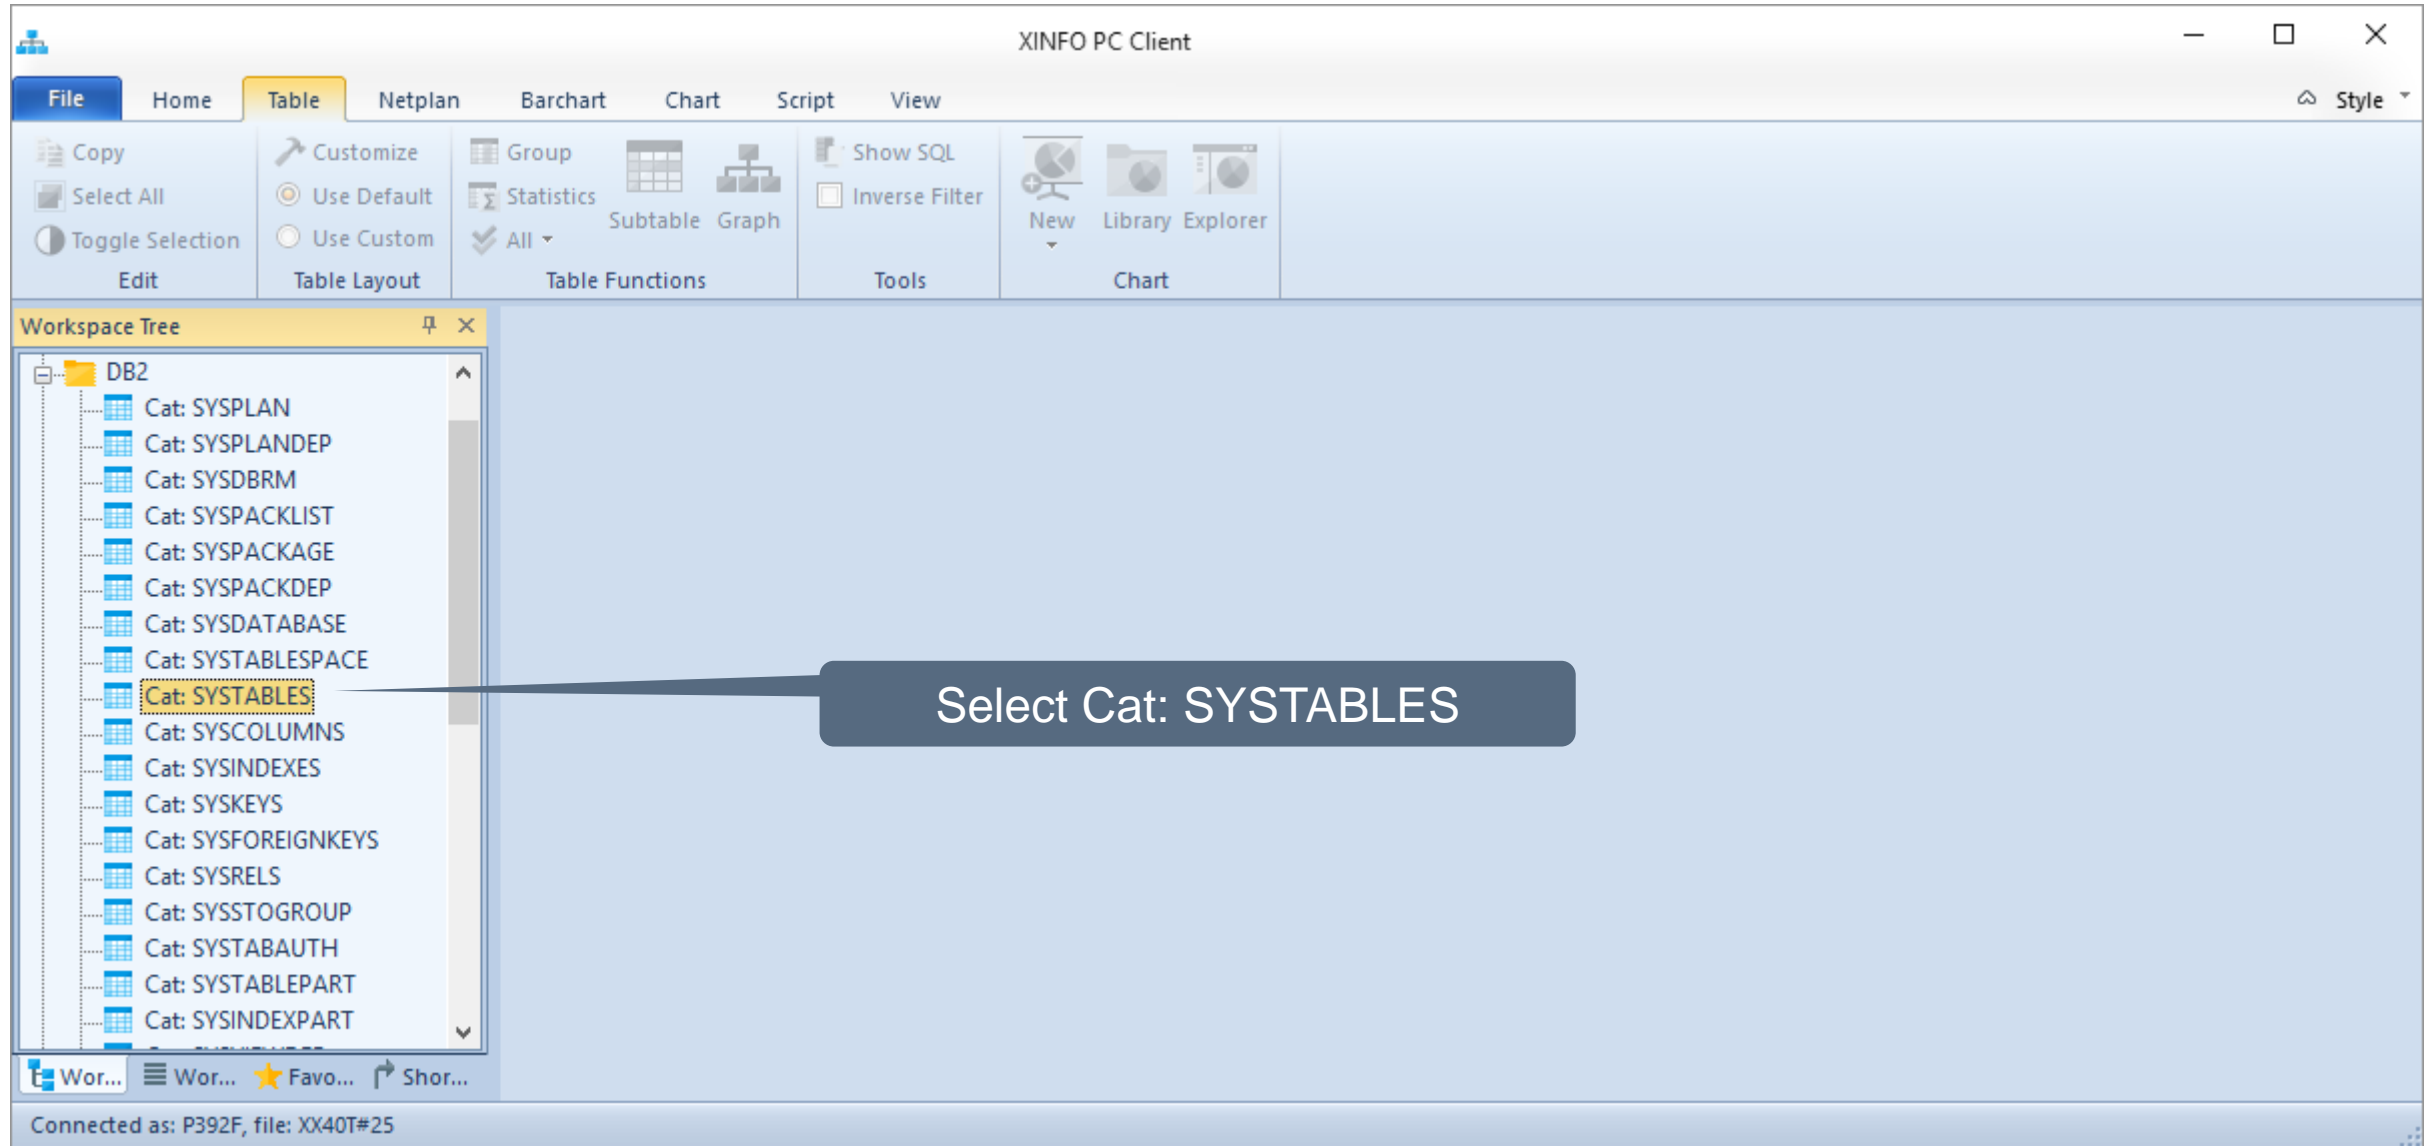 XINFO PC Client
File Home Table Netplan Barchart Chart Script View Style
Copy
Select All
Toggle Selection
Edit
Customize
Use Default
Use Custom
Table Layout
Group
Statistics
All
Subtable
Graph
Table Functions
Show SQL
Inverse Filter
Tools
New
Library
Explorer
Chart
Workspace Tree
DB2
Cat: SYSPLAN
Cat: SYSPLANDEP
Cat: SYSDBRM
Cat: SYSPACKLIST
Cat: SYSPACKAGE
Cat: SYSPACKDEP
Cat: SYSDATABASE
Cat: SYSTABLESPACE
Cat: SYSTABLES
Cat: SYSCOLUMNS
Cat: SYSINDEXES
Cat: SYSKEYS
Cat: SYSFOREIGNKEYS
Cat: SYSRELS
Cat: SYSSTOGROUP
Cat: SYSTABAUTH
Cat: SYSTABLEPART
Cat: SYSINDEXPART
Select Cat: SYSTABLES
Wor... Wor... Favo... Shor...
Connected as: P392F, file: XX40T#25